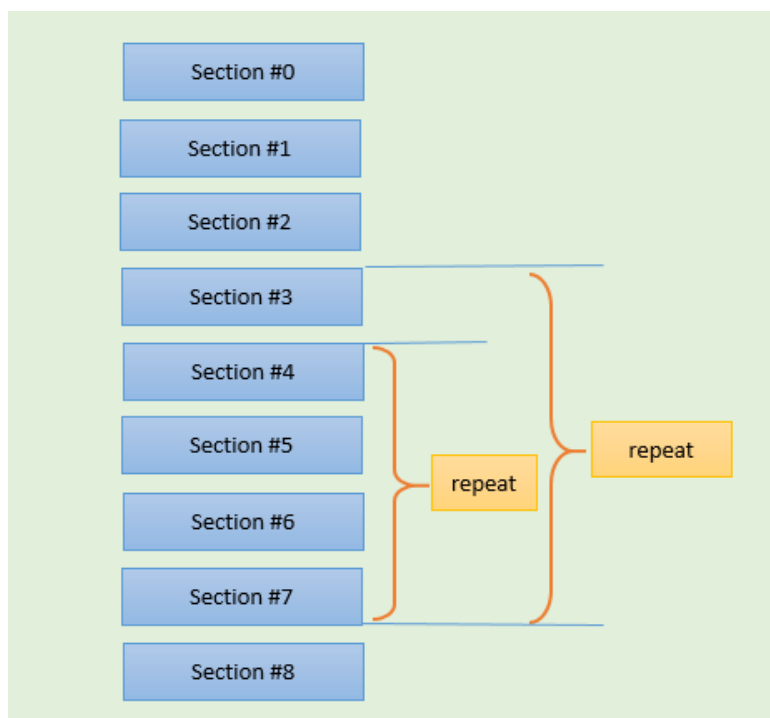 Section #0
Section #1
Section #2
Section #3
Section #4
Section #5
repeat
repeat
Section #6
Section #7
Section #8